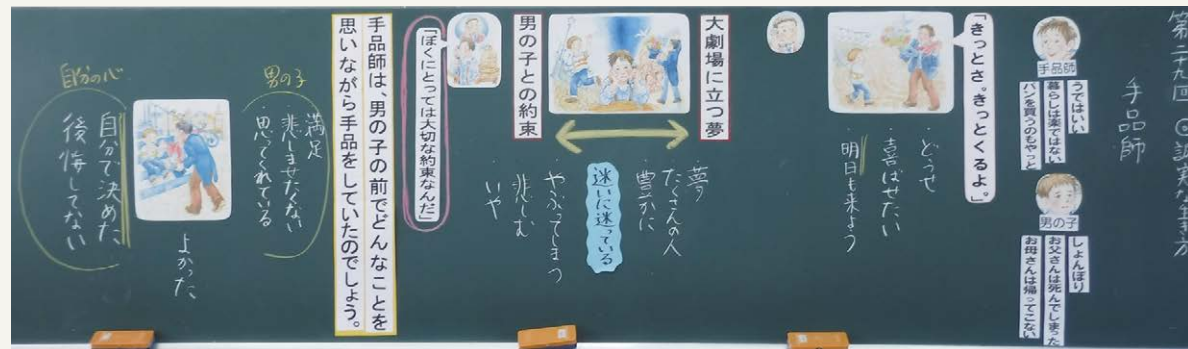 第二十九回 ◎誠実な生き方
手品師
手品師
うではいい
暮らしは楽ではない
パンを買うのもやっと
男の子
しょんぼり
お父さんは死んでしまった
お母さんは帰ってこない
「きっとさ。きっとくるよ。」
・どうせ
喜ばせたい
・明日も来よう
大劇場に立つ夢
男の子との約束
夢
たくさんの人
豊かに
迷いに迷っている
・やぶってしまう
悲しむ
・いや
「ぼくにとっては大切な約束なんだ」
手品師は、男の子の前でどんなことを
思いながら手品をしていたのでしょう。
男の子
満足
悲しませたくない
・思ってくれている
よかった
自分の心
自分で決めた
後悔してない